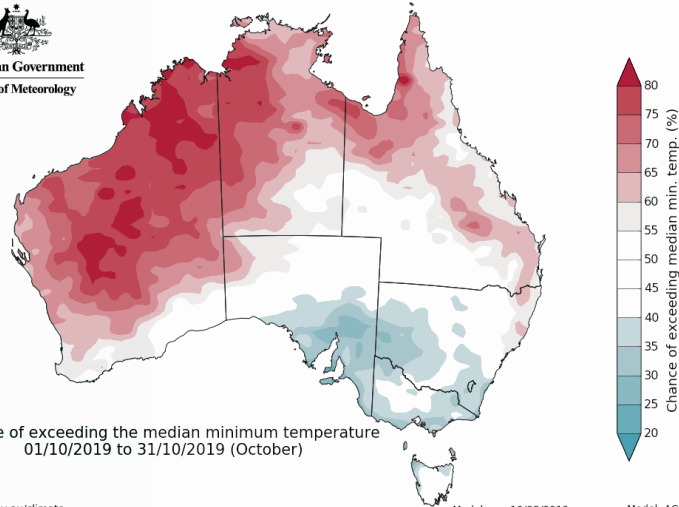 n Government
of Meteorology
80
75
70
65
60
55
50
45
40
35
30
25
20
Chance of exceeding median min. temp. (%)
e of exceeding the median minimum temperature
01/10/2019 to 31/10/2019 (October)